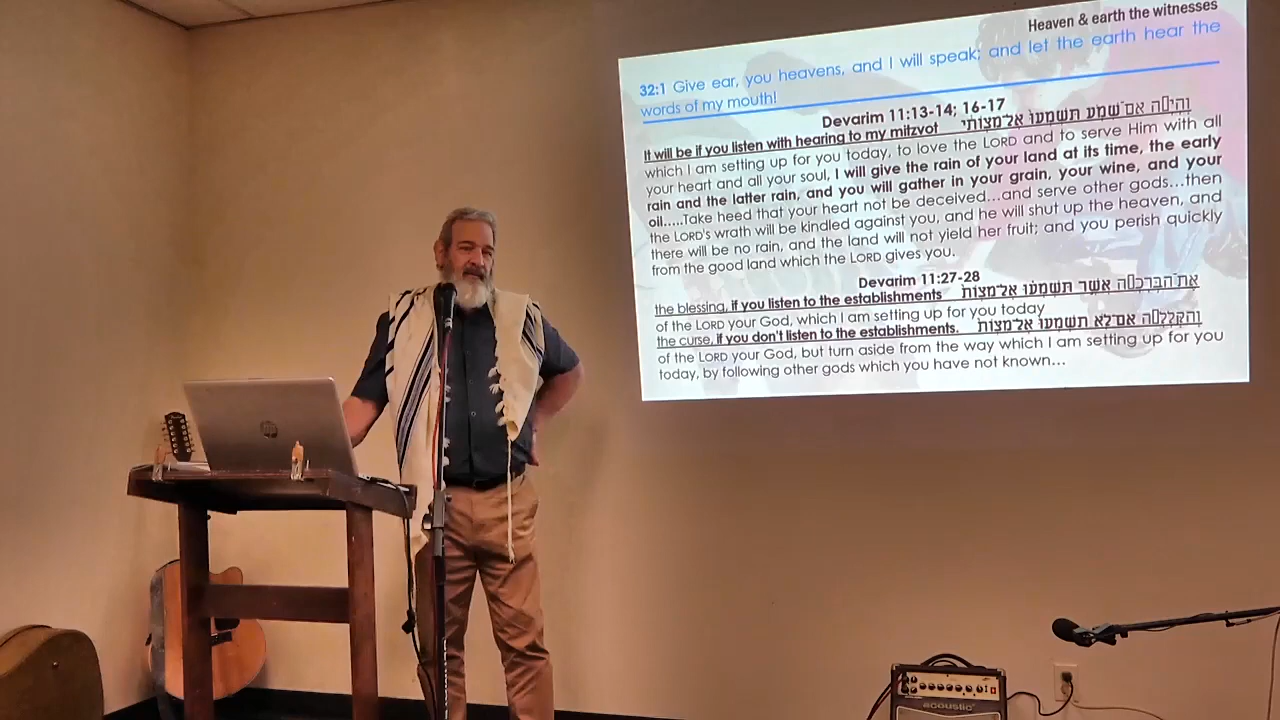 Heaven & earth the witnesses
32:1 Give ear, you heavens, and I will speak; and let the earth hear the
words of my mouth!
Devarim 11:13-14; 16-17
It will be if you listen with hearing to my mitzvot אִם־שָׁמֹעַ תִּשְׁמְעוּ אֶל־מִצְוֺתַי
which I am setting up for you today, to love the LORD and to serve Him with all
your heart and all your soul, I will give the rain of your land at its time, the early
rain and the latter rain, and you will gather in your grain, your wine, and your
oil.....Take heed that your heart not be deceived...and serve other gods...then
the LORD's wrath will be kindled against you, and he will shut up the heaven, and
there will be no rain, and the land will not yield her fruit; and you perish quickly
from the good land which the LORD gives you.
Devarim 11:27-28
the blessing, if you listen to the establishments אֲשֶׁר תִּשְׁמְעוּ אֶל־מִצְוֺת
of the LORD your God, which I am setting up for you today
the curse, if you don't listen to the establishments. אִם־לֹא תִשְׁמְעוּ אֶל־מִצְוֺת
of the LORD your God, but turn aside from the way which I am setting up for you
today, by following other gods which you have not known...
hp
acoustic